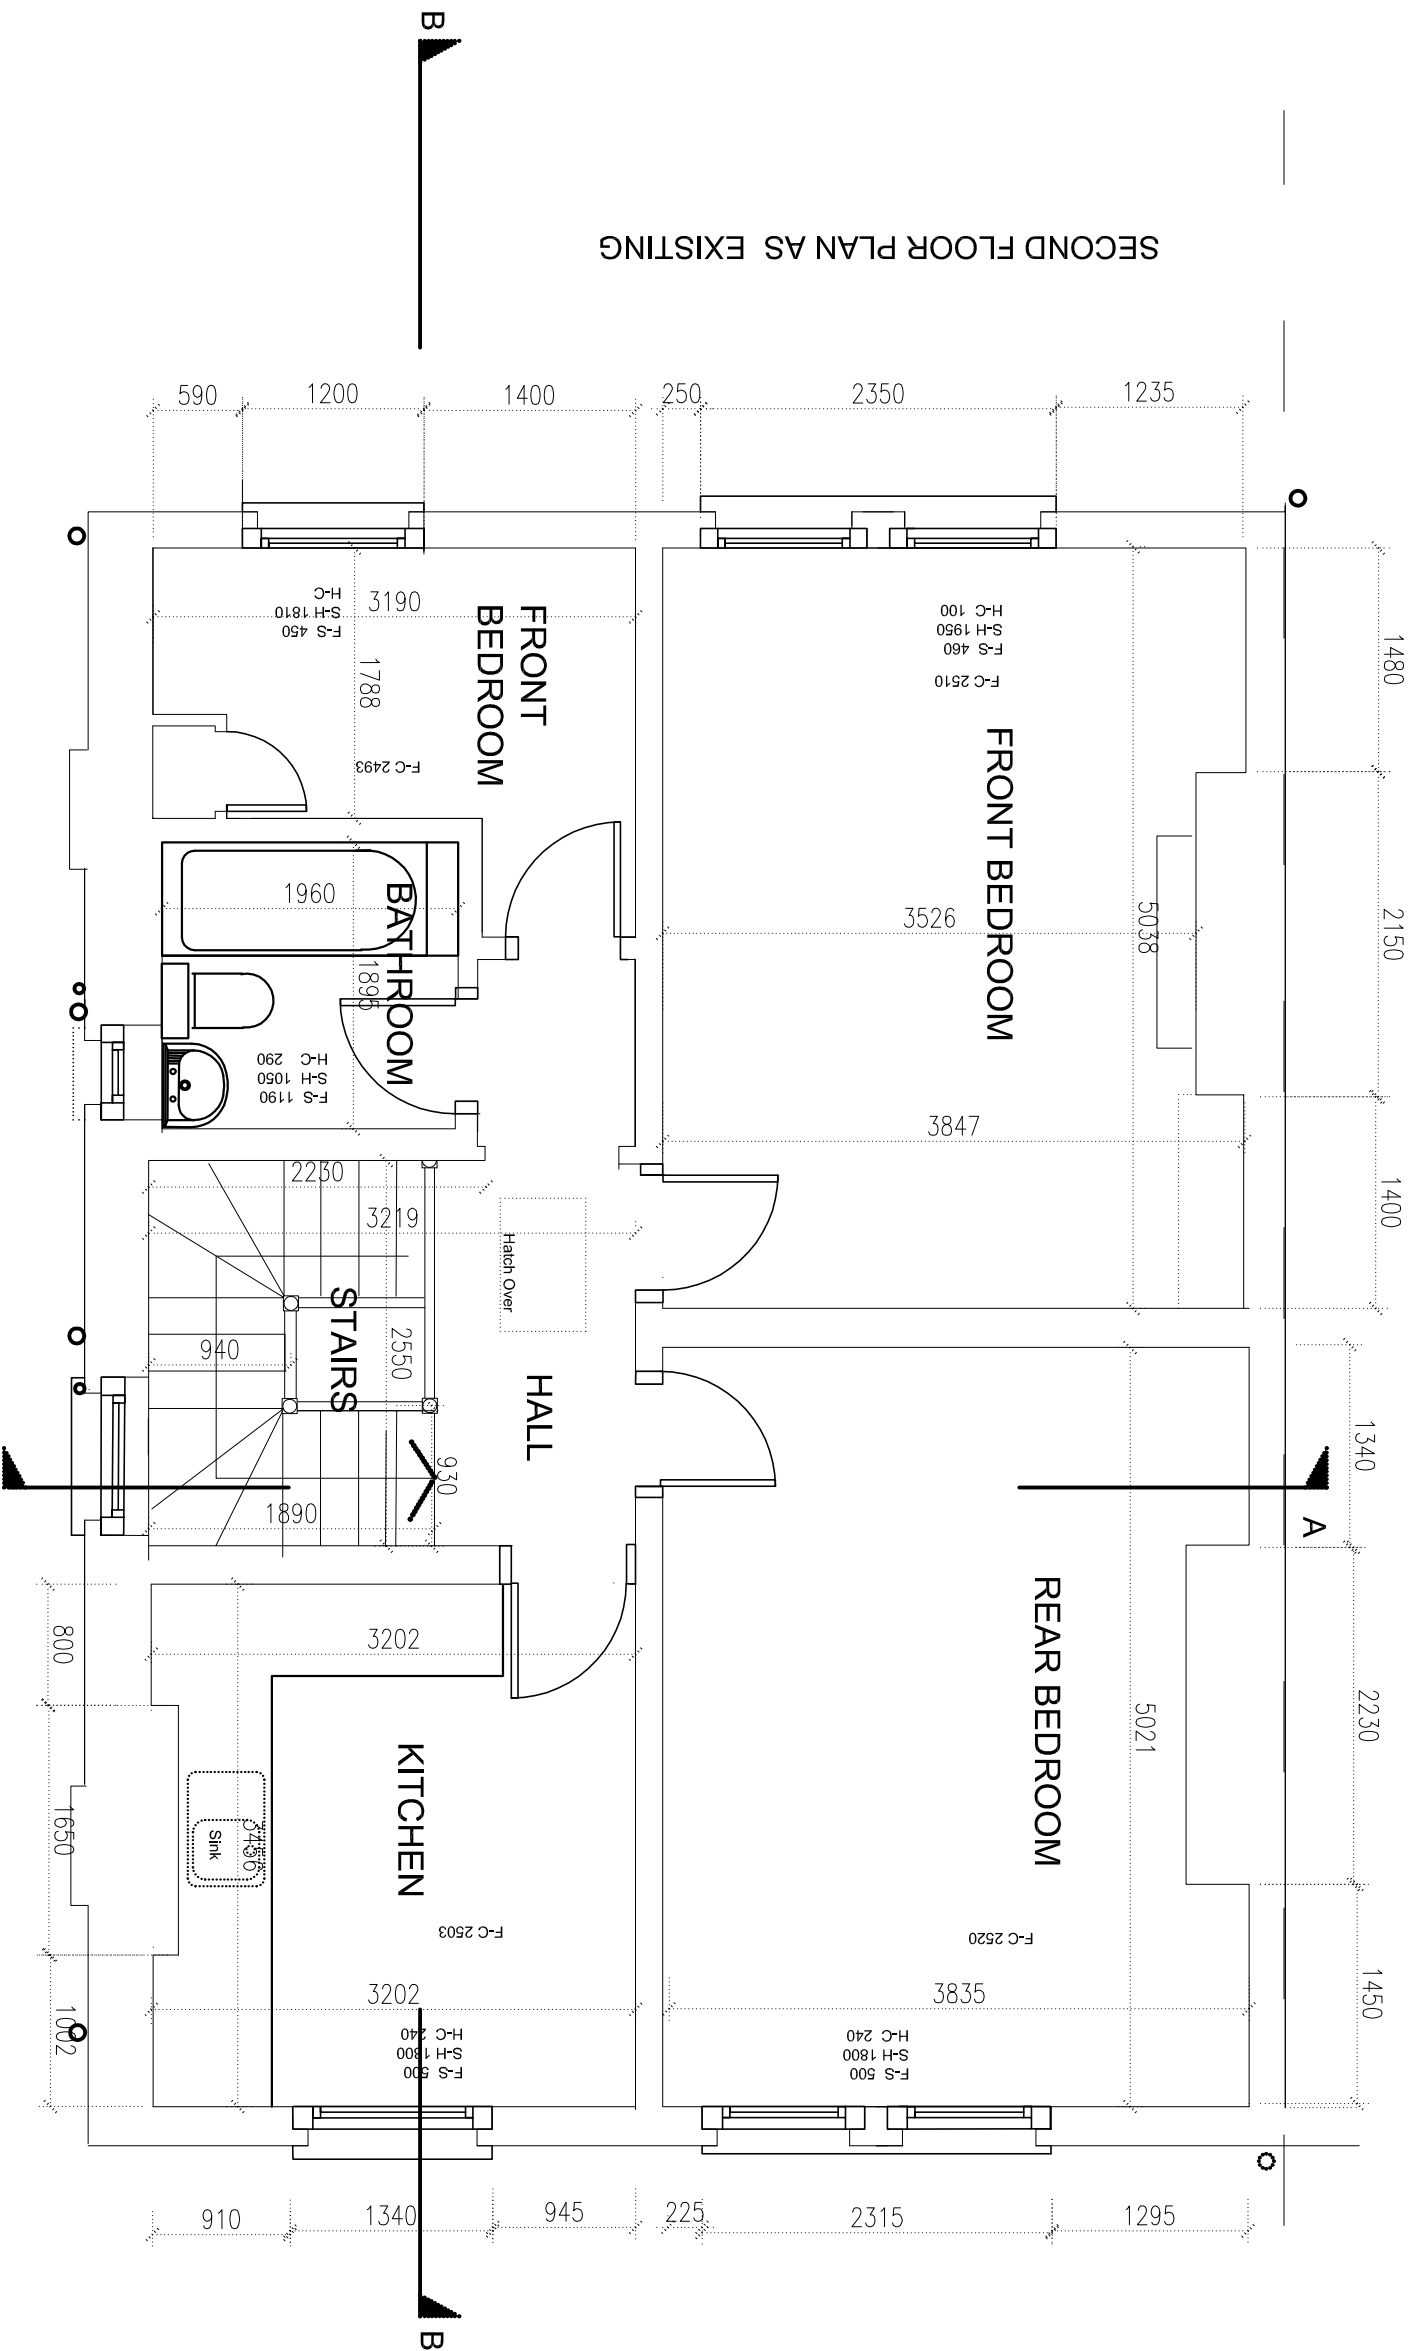 B
SECOND FLOOR PLAN AS EXISTING
590
1200
1400
250
2350
1235
1480
2150
1400
1340
2230
1450
F-S 450
S-H 1810
H-C
3190
1788
FRONT
BEDROOM
F-C 2493
F-C 2510
F-S 460
S-H 1950
H-C 100
FRONT BEDROOM
5038
3526
3847
BATHROOM
1960
1895
F-S 1190
S-H 1050
H-C 290
2230
3219
Hatch Over
STAIRS
940
2550
HALL
930
1890
A
REAR BEDROOM
5021
F-C 2520
3835
F-S 500
S-H 1800
H-C 240
3202
KITCHEN
Sink
F-C 2503
3202
F-S 500
S-H 1800
H-C 240
800
1650
1002
910
1340
945
225
2315
1295
B